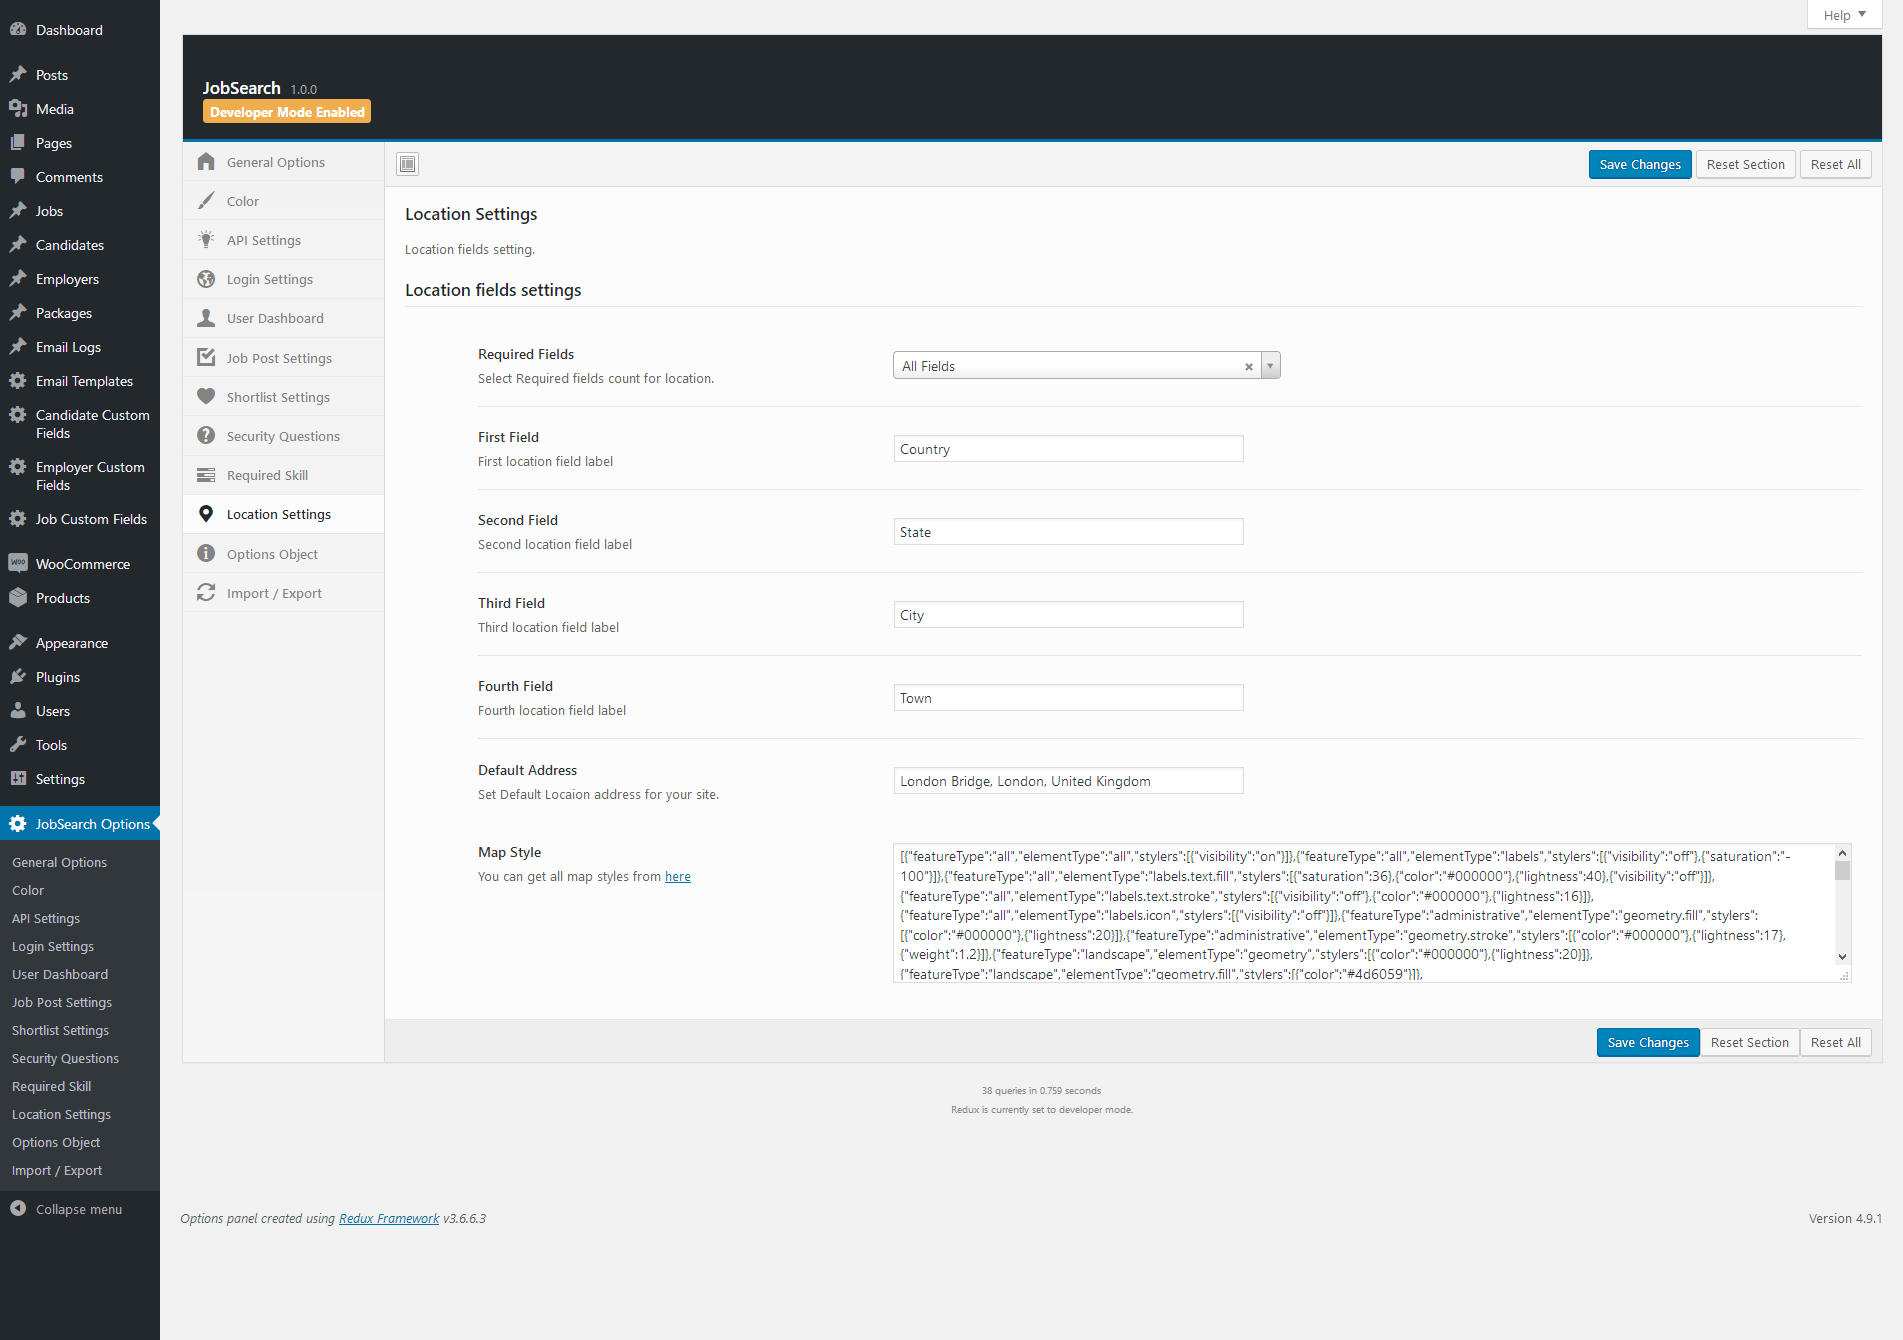 Dashboard
Posts
Media
Pages
Comments
Jobs
Candidates
Employers
Packages
Email Logs
Email Templates
Candidate Custom
Fields
Employer Custom
Fields
Job Custom Fields
WooCommerce
Products
Appearance
Plugins
Users
Tools
Settings
JobSearch Options
General Options
Color
API Settings
Login Settings
User Dashboard
Job Post Settings
Shortlist Settings
Security Questions
Required Skill
Location Settings
Options Object
Import / Export
Collapse menu
Help
JobSearch 1.0.0
Developer Mode Enabled
General Options
Color
API Settings
Login Settings
User Dashboard
Job Post Settings
Shortlist Settings
Security Questions
Required Skill
Location Settings
Options Object
Import / Export
Save Changes Reset Section Reset All
Location Settings
Location fields setting.
Location fields settings
Required Fields
Select Required fields count for location.
All Fields
First Field
First location field label
Country
Second Field
Second location field label
State
Third Field
Third location field label
City
Fourth Field
Fourth location field label
Town
Default Address
Set Default Locaion address for your site.
London Bridge, London, United Kingdom
Map Style
You can get all map styles from here
[{"featureType":"all","elementType":"all","stylers":[{"visibility":"on"}]},{"featureType":"all","elementType":"labels","stylers":[{"visibility":"off"},{"saturation":"-
100"}]},{"featureType":"all","elementType":"labels.text.fill","stylers":[{"saturation":36},{"color":"#000000"},{"lightness":40},{"visibility":"off"}]},
{"featureType":"all","elementType":"labels.text.stroke","stylers":[{"visibility":"off"},{"color":"#000000"},{"lightness":16}]},
{"featureType":"all","elementType":"labels.icon","stylers":[{"visibility":"off"}]},{"featureType":"administrative","elementType":"geometry.fill","stylers":
[{"color":"#000000"},{"lightness":20}]},{"featureType":"administrative","elementType":"geometry.stroke","stylers":[{"color":"#000000"},{"lightness":17},
{"weight":1.2}]},{"featureType":"landscape","elementType":"geometry","stylers":[{"color":"#000000"},{"lightness":20}]},
{"featureType":"landscape","elementType":"geometry.fill","stylers":[{"color":"#4d6059"}]},
Save Changes Reset Section Reset All
38 queries in 0.759 seconds
Redux is currently set to developer mode.
Options panel created using Redux Framework v3.6.6.3
Version 4.9.1